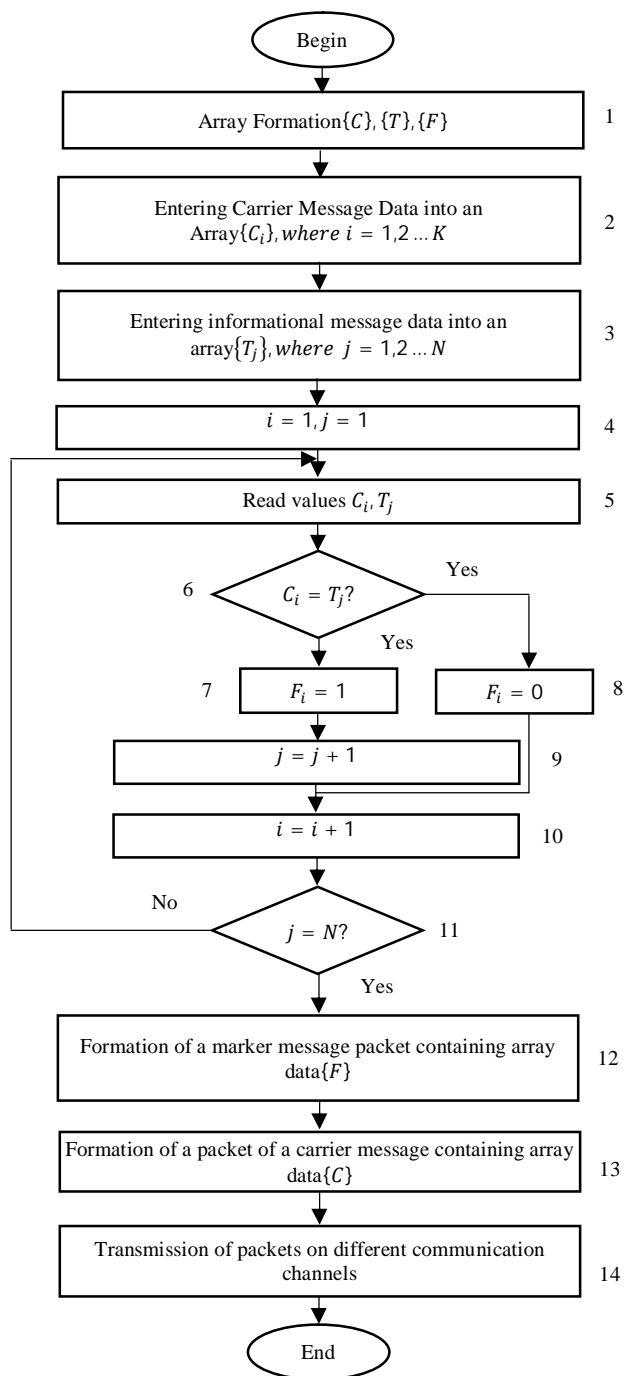 Begin
Array Formation{C}, {T}, {F}
1
Entering Carrier Message Data into an
Array{C_i}, where i = 1,2 … K
2
Entering informational message data into an
array{T_j}, where j = 1,2 … N
3
i = 1, j = 1
4
Read values C_i, T_j
5
6
C_i = T_j?
Yes
Yes
7
F_i = 1
F_i = 0
8
j = j + 1
9
i = i + 1
10
No
j = N?
11
Yes
Formation of a marker message packet containing array
data{F}
12
Formation of a packet of a carrier message containing array
data{C}
13
Transmission of packets on different communication
channels
14
End